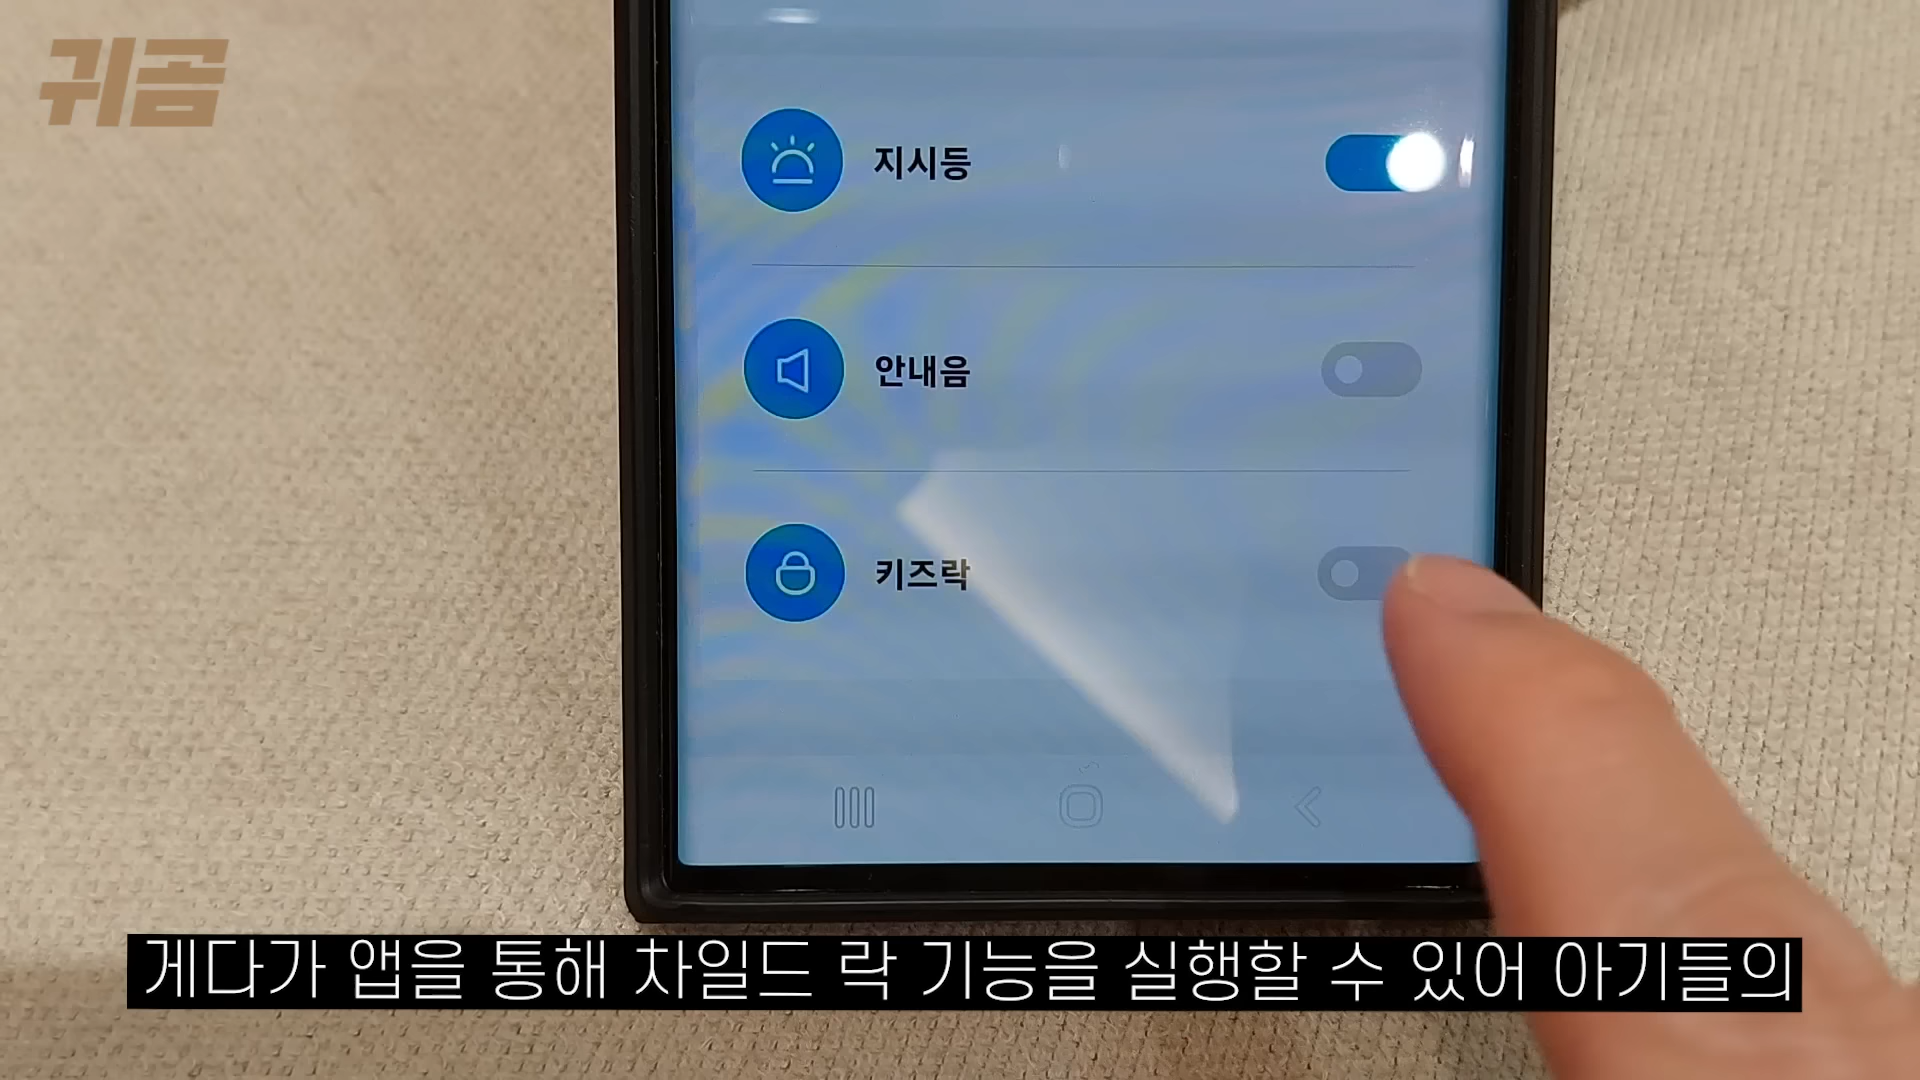 귀곰
지시등
안내음
키즈락
게다가 앱을 통해 차일드 락 기능을 실행할 수 있어 아기들의